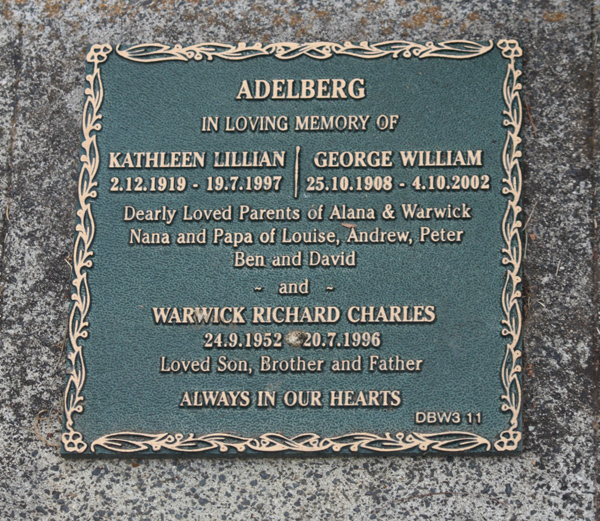 ADELBERG
IN LOVING MEMORY OF
KATHLEEN LILLIAN | GEORGE WILLIAM
2.12.1919 - 19.7.1997 | 25.10.1908 - 4.10.2002
Dearly Loved Parents of Alana & Warwick
Nana and Papa of Louise, Andrew, Peter
Ben and David
~ and ~
WARWICK RICHARD CHARLES
24.9.1952 - 20.7.1996
Loved Son, Brother and Father
ALWAYS IN OUR HEARTS
DBW3 11